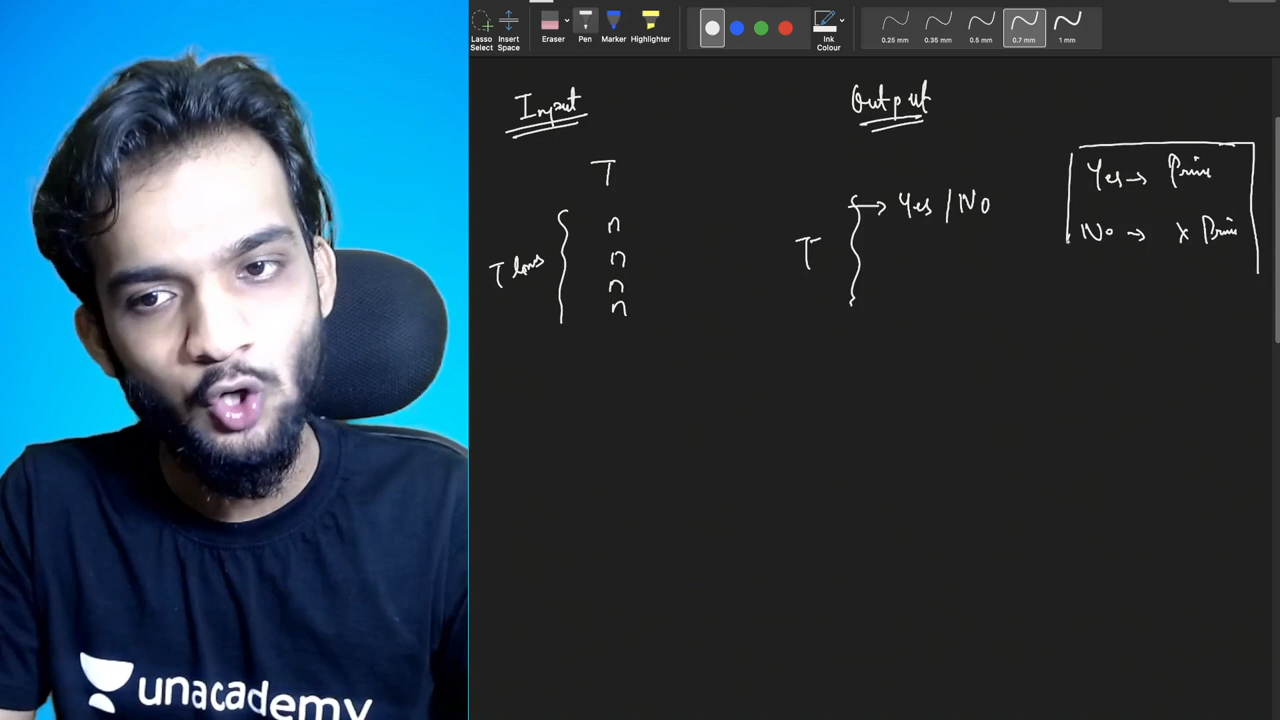 Lasso Select
Insert Space
Eraser
Pen
Marker
Highlighter
Ink Colour
0.25 mm
0.35 mm
0.5 mm
0.7 mm
1 mm
Input
Output
T
T lines
n
n
n
n
T
Yes / No
Yes → Prime
No → x Prime
unacademy